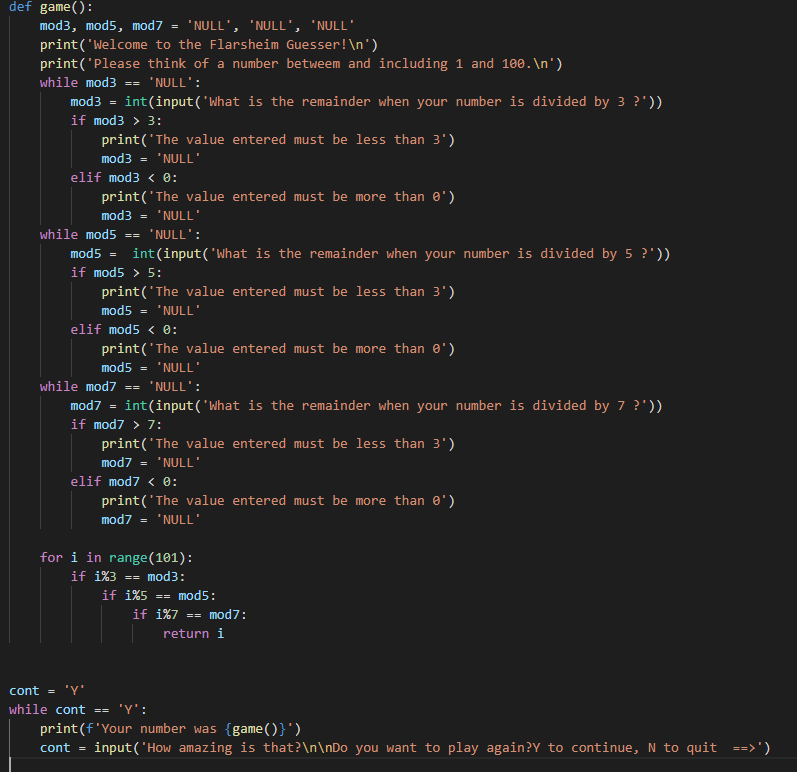 def game():
    mod3, mod5, mod7 = 'NULL', 'NULL', 'NULL'
    print('Welcome to the Flarsheim Guesser!\n')
    print('Please think of a number betweem and including 1 and 100.\n')
    while mod3 == 'NULL':
        mod3 = int(input('What is the remainder when your number is divided by 3 ?'))
        if mod3 > 3:
            print('The value entered must be less than 3')
            mod3 = 'NULL'
        elif mod3 < 0:
            print('The value entered must be more than 0')
            mod3 = 'NULL'
    while mod5 == 'NULL':
        mod5 =  int(input('What is the remainder when your number is divided by 5 ?'))
        if mod5 > 5:
            print('The value entered must be less than 3')
            mod5 = 'NULL'
        elif mod5 < 0:
            print('The value entered must be more than 0')
            mod5 = 'NULL'
    while mod7 == 'NULL':
        mod7 = int(input('What is the remainder when your number is divided by 7 ?'))
        if mod7 > 7:
            print('The value entered must be less than 3')
            mod7 = 'NULL'
        elif mod7 < 0:
            print('The value entered must be more than 0')
            mod7 = 'NULL'

    for i in range(101):
        if i%3 == mod3:
            if i%5 == mod5:
                if i%7 == mod7:
                    return i


cont = 'Y'
while cont == 'Y':
    print(f'Your number was {game()}')
    cont = input('How amazing is that?\n\nDo you want to play again?Y to continue, N to quit  ==>')